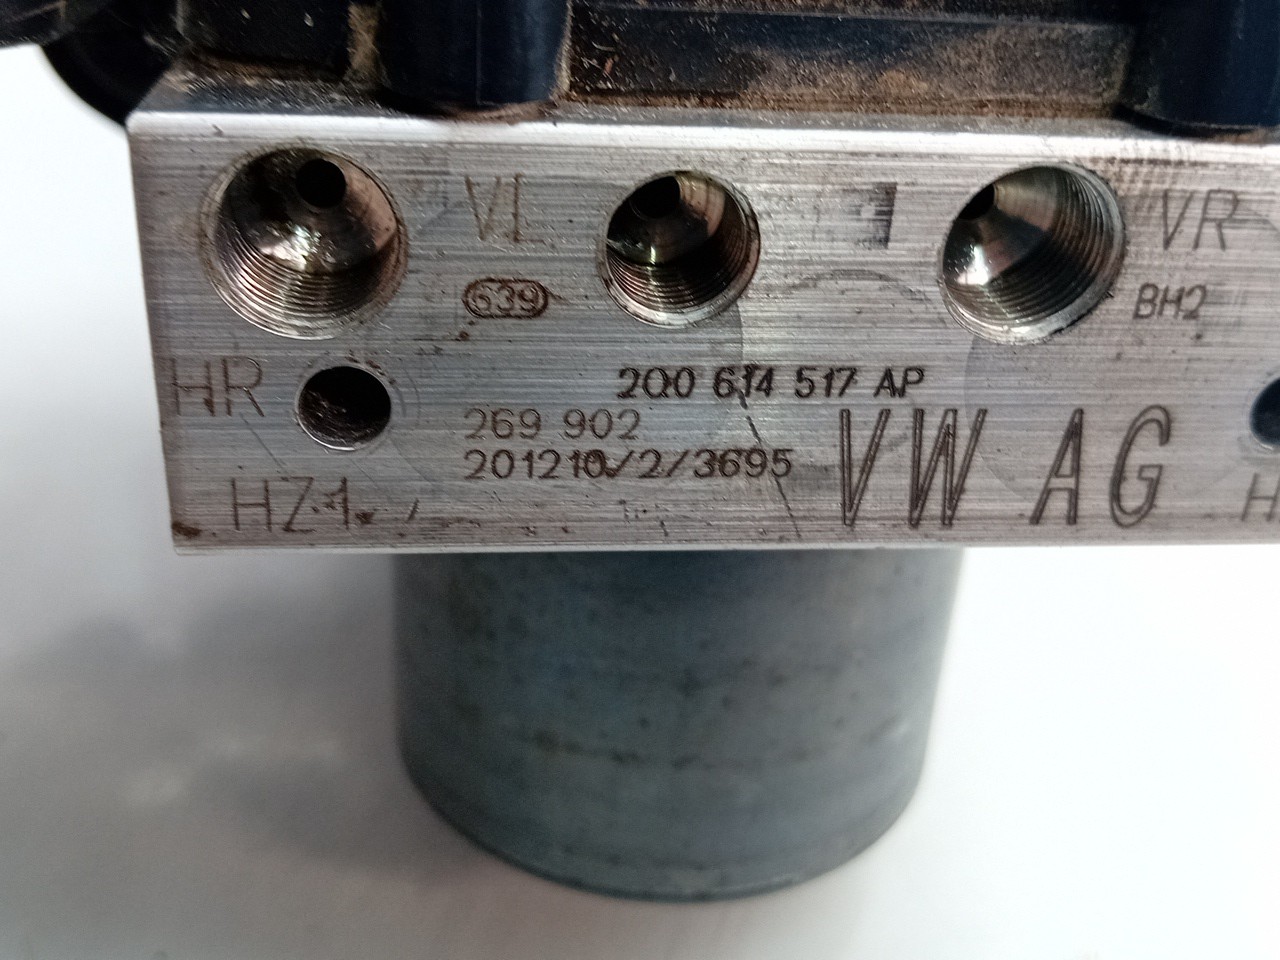 VL
VR
639
BH2
HR
2Q0 614 517 AP
269 902
201210/2/3695
VW AG
HZ1
H